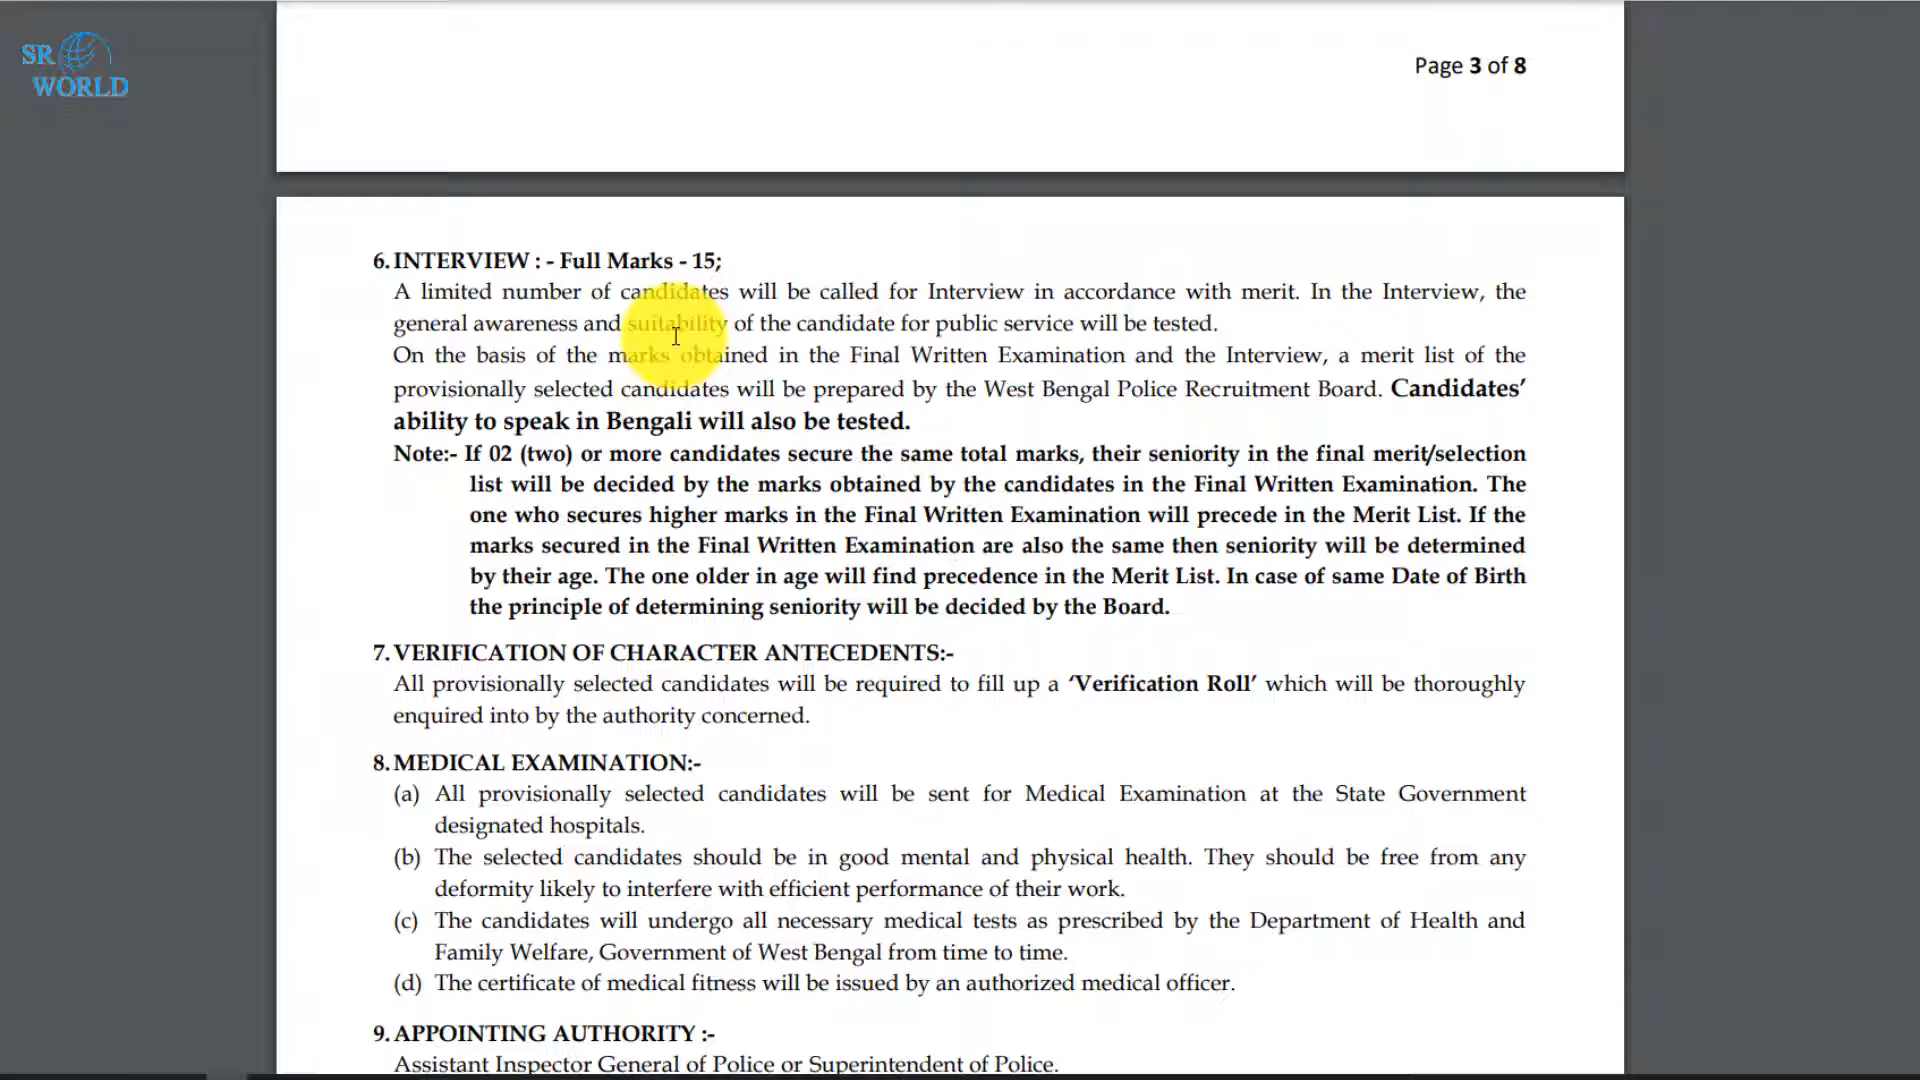 SR
WORLD
Page 3 of 8
6. INTERVIEW : - Full Marks - 15;
A limited number of candidates will be called for Interview in accordance with merit. In the Interview, the
general awareness and suitability of the candidate for public service will be tested.
On the basis of the marks obtained in the Final Written Examination and the Interview, a merit list of the
provisionally selected candidates will be prepared by the West Bengal Police Recruitment Board. Candidates’
ability to speak in Bengali will also be tested.
Note:- If 02 (two) or more candidates secure the same total marks, their seniority in the final merit/selection
list will be decided by the marks obtained by the candidates in the Final Written Examination. The
one who secures higher marks in the Final Written Examination will precede in the Merit List. If the
marks secured in the Final Written Examination are also the same then seniority will be determined
by their age. The one older in age will find precedence in the Merit List. In case of same Date of Birth
the principle of determining seniority will be decided by the Board.
7. VERIFICATION OF CHARACTER ANTECEDENTS:-
All provisionally selected candidates will be required to fill up a ‘Verification Roll’ which will be thoroughly
enquired into by the authority concerned.
8. MEDICAL EXAMINATION:-
(a) All provisionally selected candidates will be sent for Medical Examination at the State Government
designated hospitals.
(b) The selected candidates should be in good mental and physical health. They should be free from any
deformity likely to interfere with efficient performance of their work.
(c) The candidates will undergo all necessary medical tests as prescribed by the Department of Health and
Family Welfare, Government of West Bengal from time to time.
(d) The certificate of medical fitness will be issued by an authorized medical officer.
9. APPOINTING AUTHORITY :-
Assistant Inspector General of Police or Superintendent of Police.